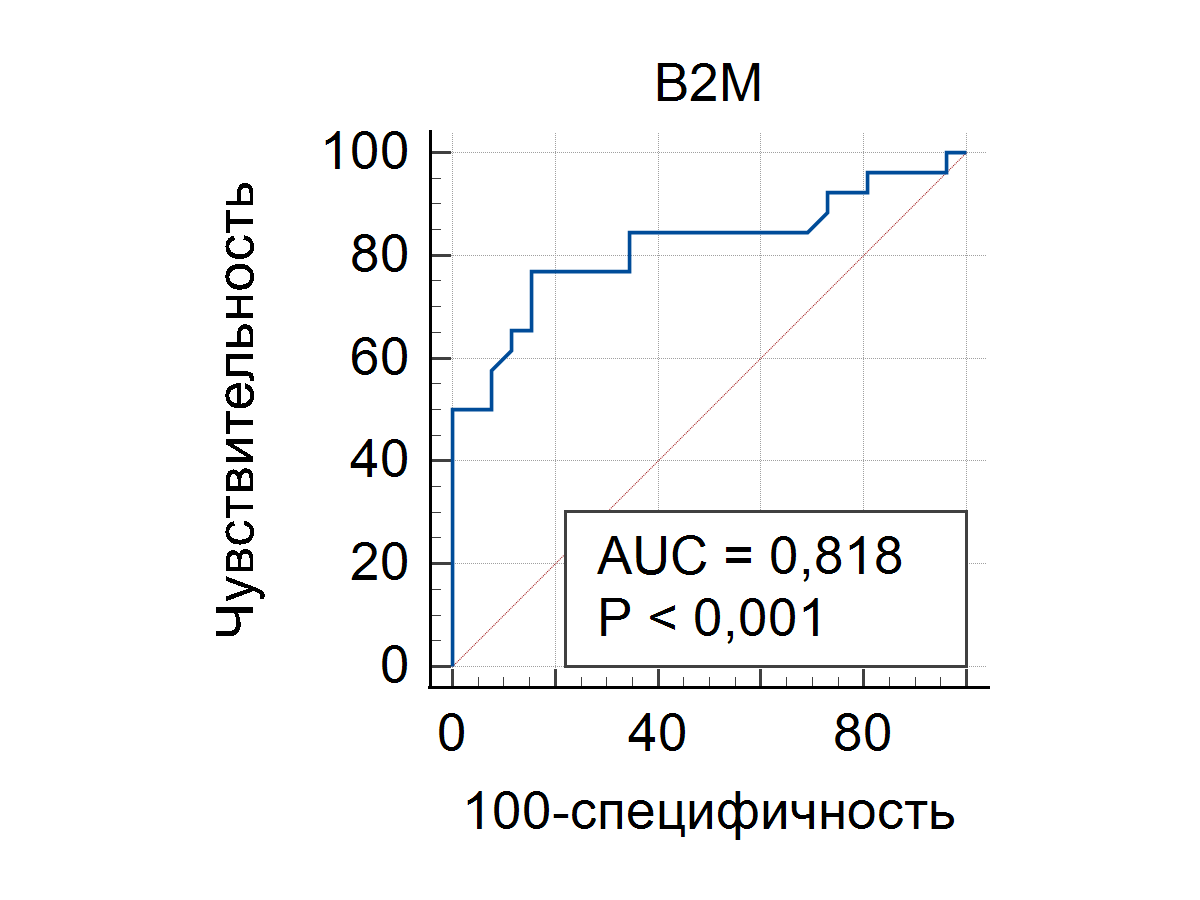 B2M
Чувствительность
100
80
60
40
20
0
AUC = 0,818
P < 0,001
0 40 80
100-специфичность